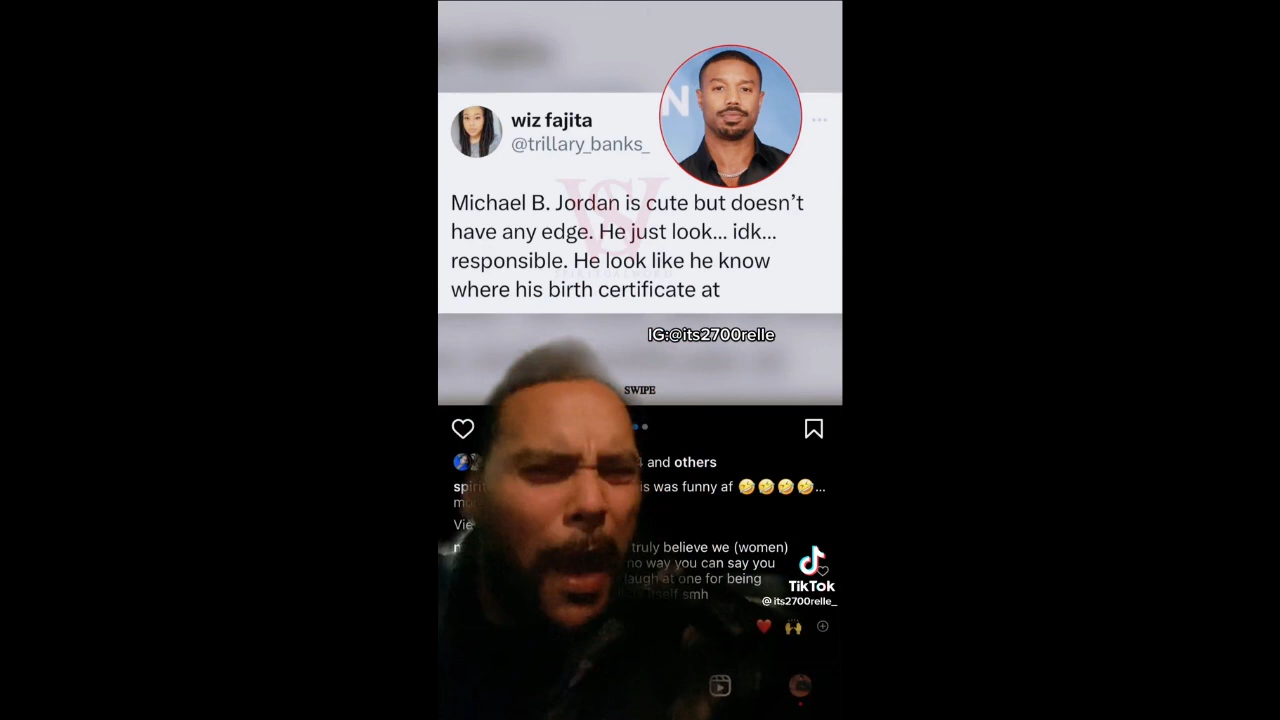 N
wiz fajita
@trillary_banks_
Michael B. Jordan is cute but doesn’t
have any edge. He just look... idk...
responsible. He look like he know
where his birth certificate at
IG:@its2700relle
SWIPE
and others
was funny af 🤣🤣🤣🤣...
Vie
truly believe we (women)
no way you can say you
laugh at one for being
itself smh
TikTok
@its2700relle_